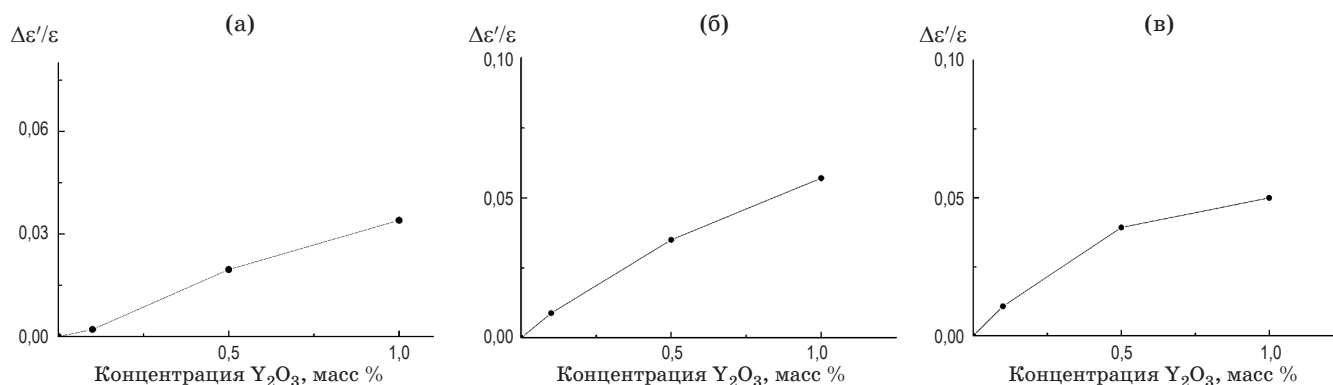 (а)
Δε′/ε
0,06
0,03
0,00
0,5
1,0
Концентрация Y₂O₃, масс %
(б)
Δε′/ε
0,10
0,05
0,00
0,5
1,0
Концентрация Y₂O₃, масс %
(в)
Δε′/ε
0,10
0,05
0,00
0,5
1,0
Концентрация Y₂O₃, масс %